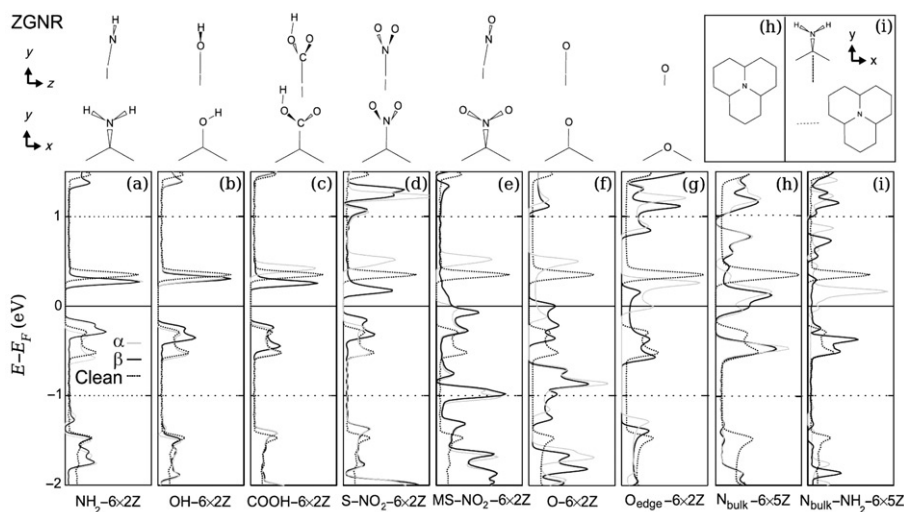 ZGNR
H N O H H O O C O N O O N O O
y z
(h) (i) H N H y x
H N H O H H O C O O N O O N O O O
y x
N N
(a) (b) (c) (d) (e) (f) (g) (h) (i)
1
0
−1
−2
E−E_F (eV)
α
β
Clean
NH₂−6×2Z OH−6×2Z COOH−6×2Z S−NO₂−6×2Z MS−NO₂−6×2Z O−6×2Z O_edge−6×2Z N_bulk−6×5Z N_bulk−NH₂−6×5Z